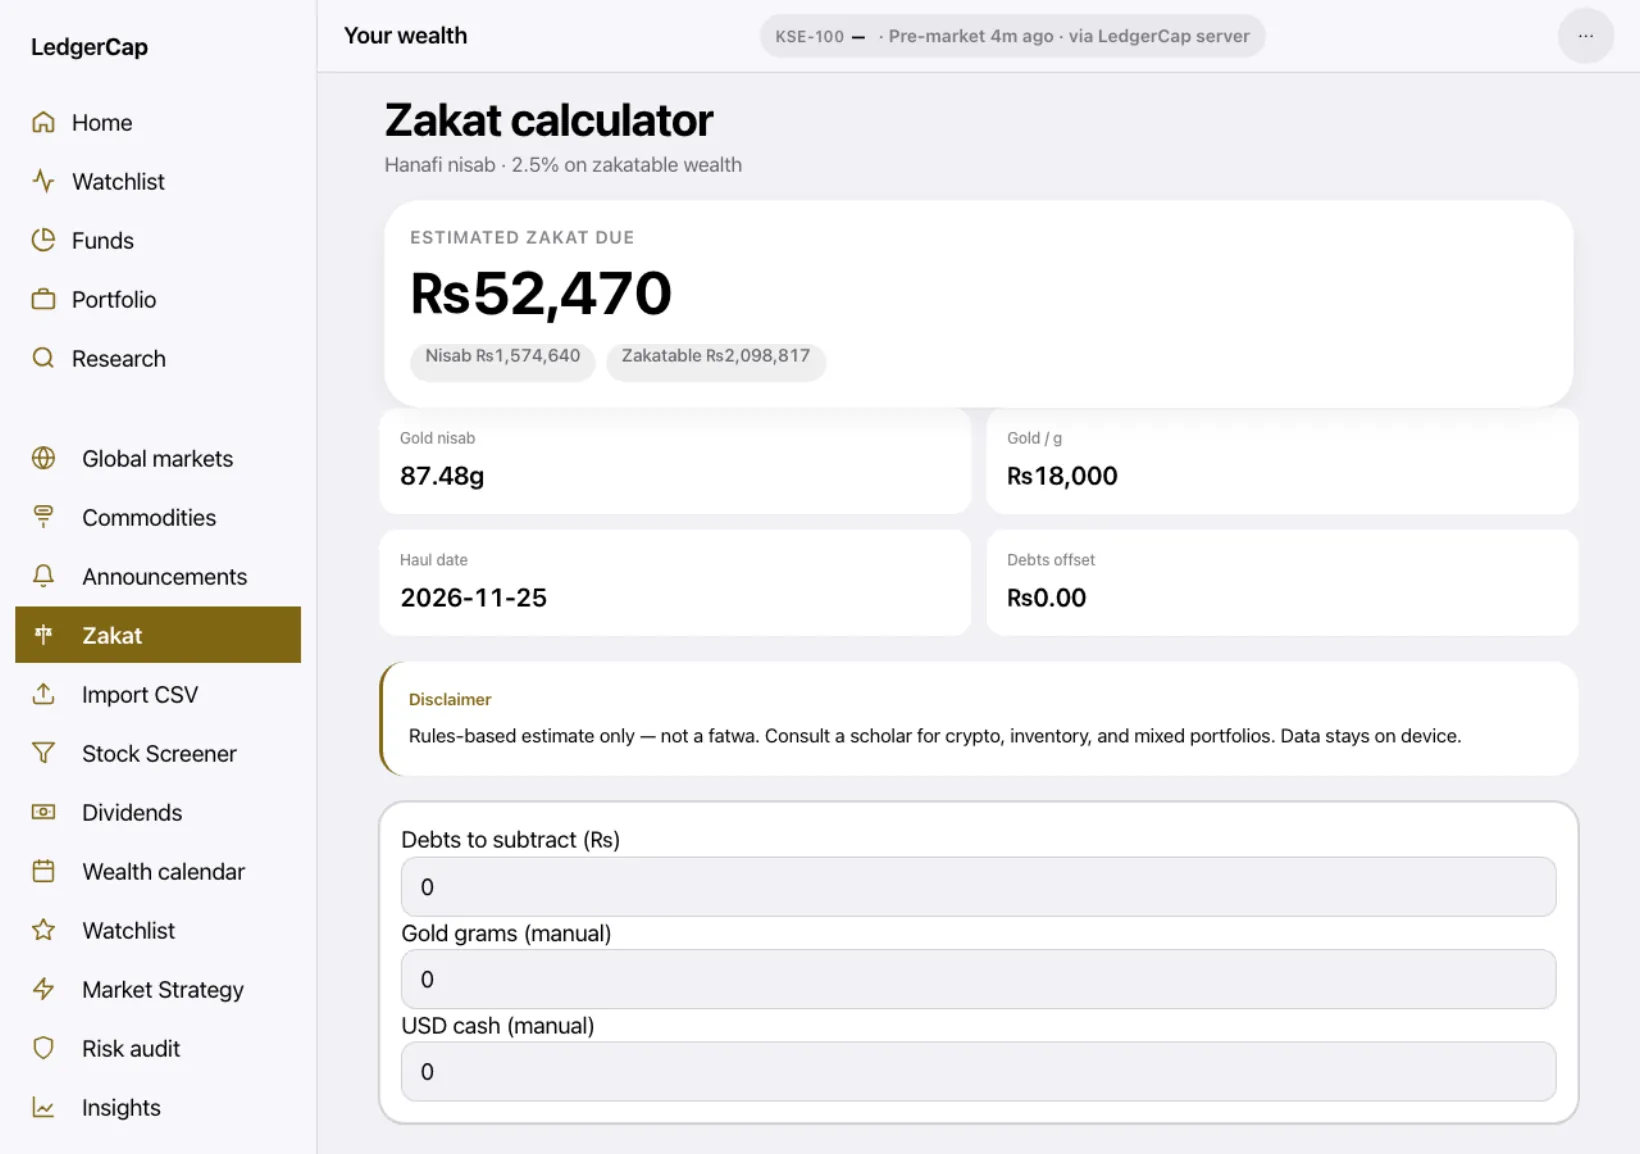 LedgerCap
Home
Watchlist
Funds
Portfolio
Research
Global markets
Commodities
Announcements
Zakat
Import CSV
Stock Screener
Dividends
Wealth calendar
Watchlist
Market Strategy
Risk audit
Insights
Your wealth
KSE-100 — · Pre-market 4m ago · via LedgerCap server
...
Zakat calculator
Hanafi nisab · 2.5% on zakatable wealth
ESTIMATED ZAKAT DUE
Rs52,470
Nisab Rs1,574,640
Zakatable Rs2,098,817
Gold nisab
87.48g
Gold / g
Rs18,000
Haul date
2026-11-25
Debts offset
Rs0.00
Disclaimer
Rules-based estimate only — not a fatwa. Consult a scholar for crypto, inventory, and mixed portfolios. Data stays on device.
Debts to subtract (Rs)
0
Gold grams (manual)
0
USD cash (manual)
0